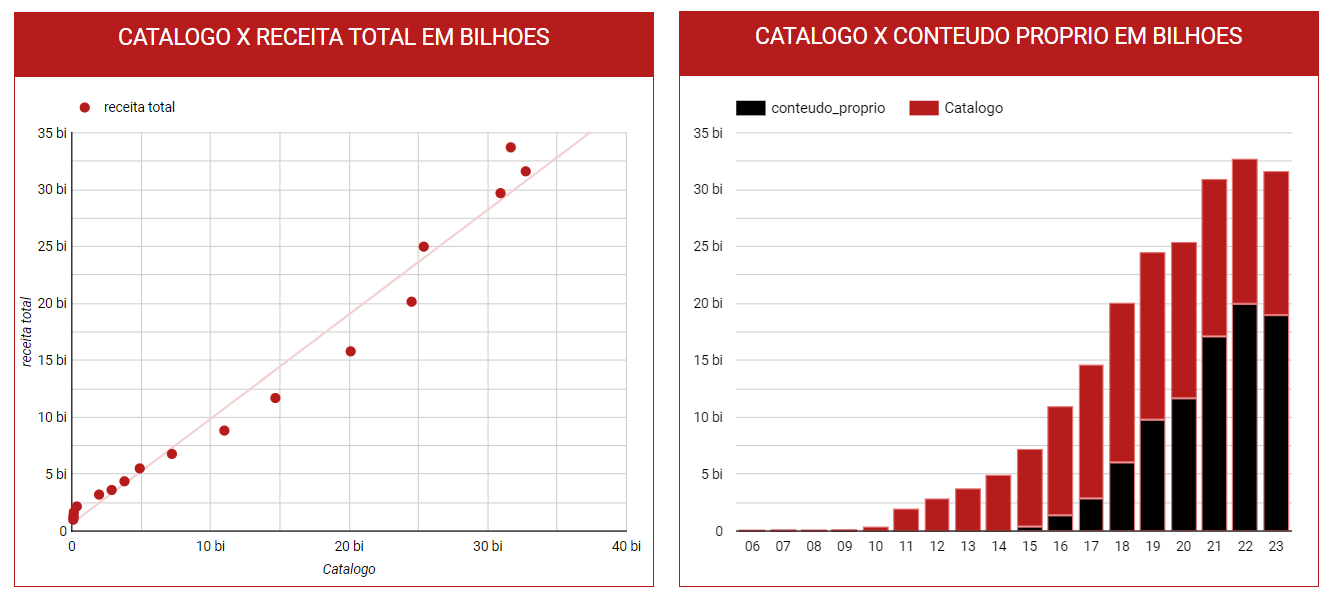 CATALOGO X RECEITA TOTAL EM BILHOES
receita total
35 bi
30 bi
25 bi
20 bi
15 bi
10 bi
5 bi
0
receita total
0 10 bi 20 bi 30 bi 40 bi
Catalogo
CATALOGO X CONTEUDO PROPRIO EM BILHOES
conteudo_proprio Catalogo
35 bi
30 bi
25 bi
20 bi
15 bi
10 bi
5 bi
0
06 07 08 09 10 11 12 13 14 15 16 17 18 19 20 21 22 23